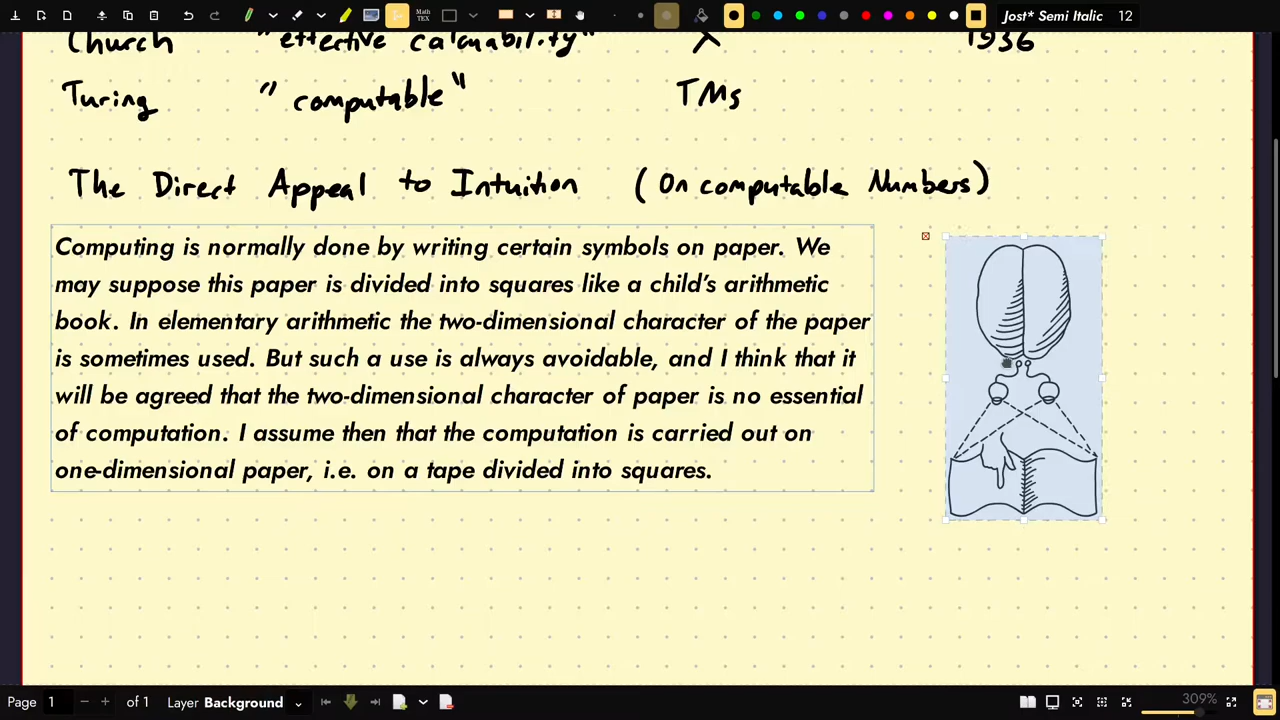 Math
TEX
Jost* Semi Italic 12
Church "effective calculability" λ 1936
Turing "computable" TMs
The Direct Appeal to Intuition (On computable Numbers)
Computing is normally done by writing certain symbols on paper. We
may suppose this paper is divided into squares like a child's arithmetic
book. In elementary arithmetic the two-dimensional character of the paper
is sometimes used. But such a use is always avoidable, and I think that it
will be agreed that the two-dimensional character of paper is no essential
of computation. I assume then that the computation is carried out on
one-dimensional paper, i.e. on a tape divided into squares.
Page 1 of 1 Layer Background 309%